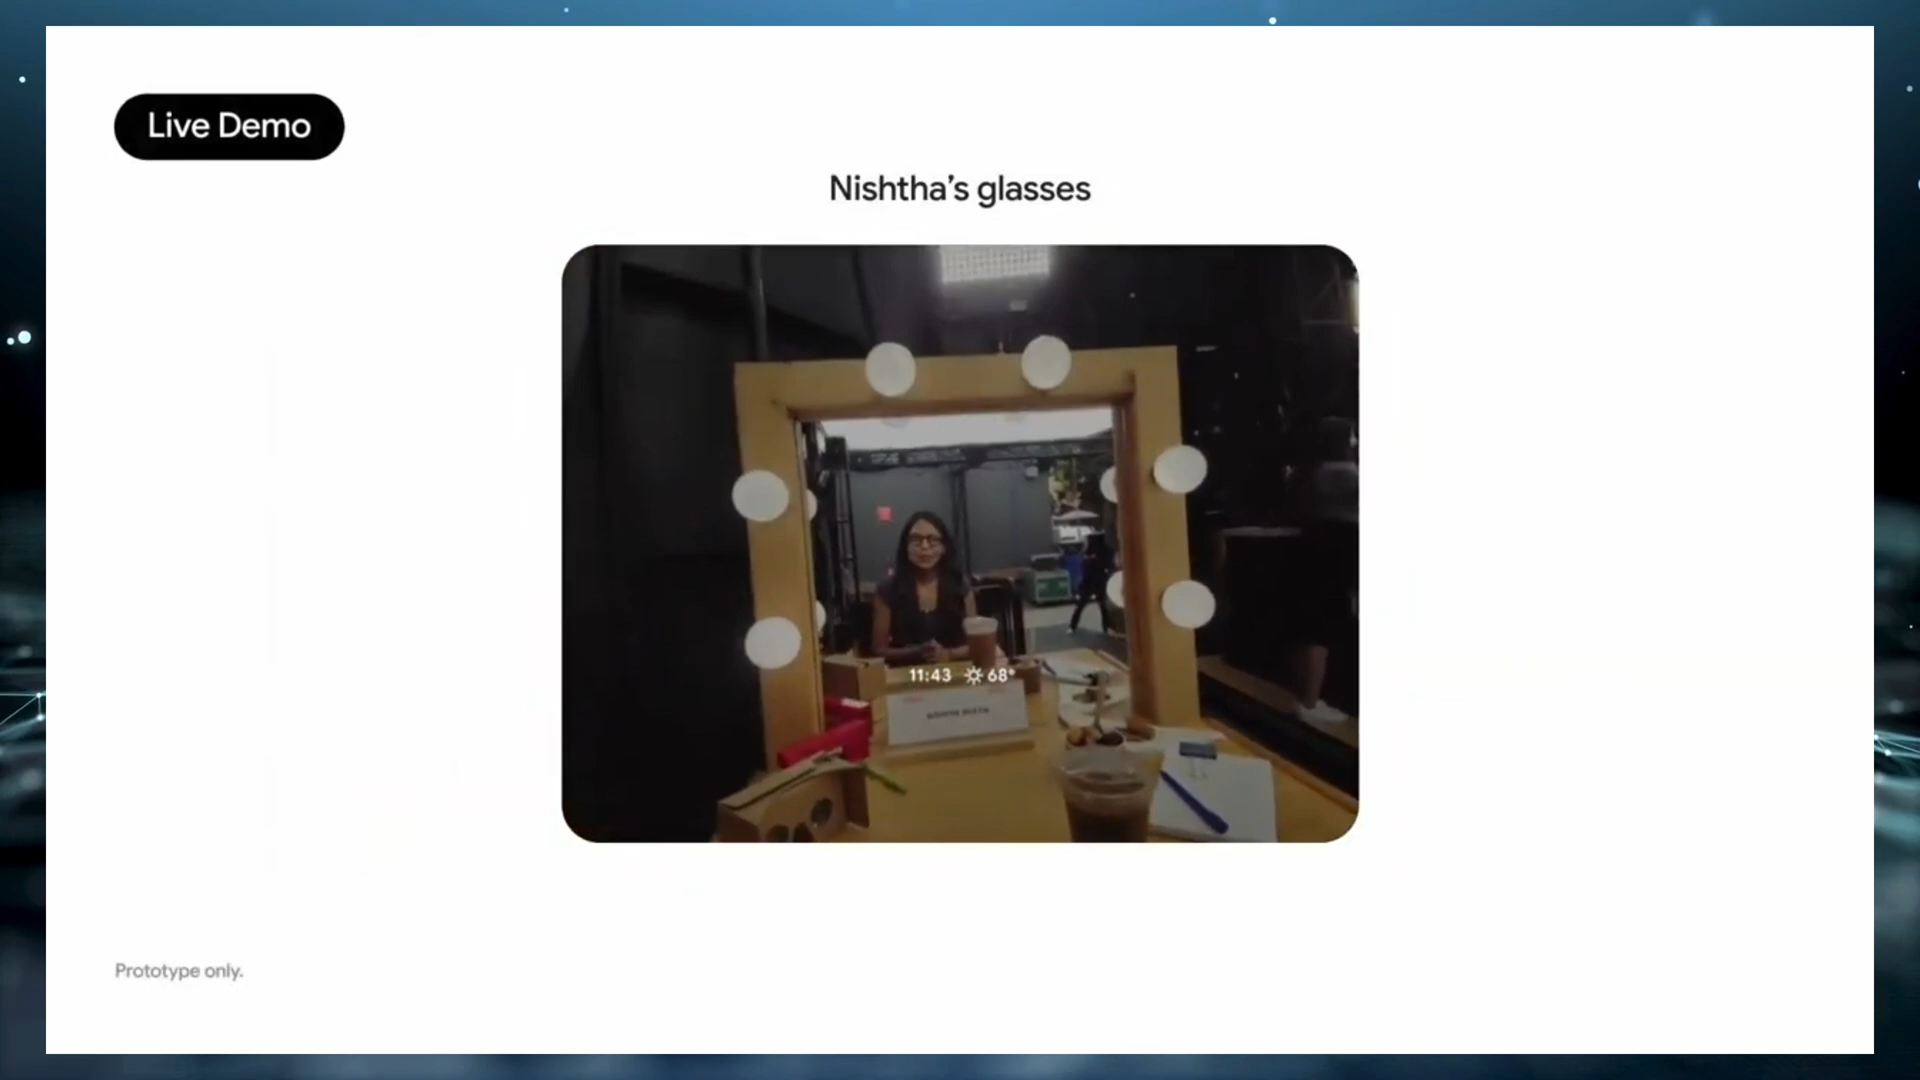 Live Demo
Nishtha’s glasses
11:43 68°
Prototype only.